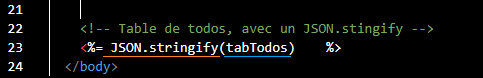 21
22 <!-- Table de todos, avec un JSON.stingify -->
23 <%= JSON.stringify(tabTodos) %>
24 </body>